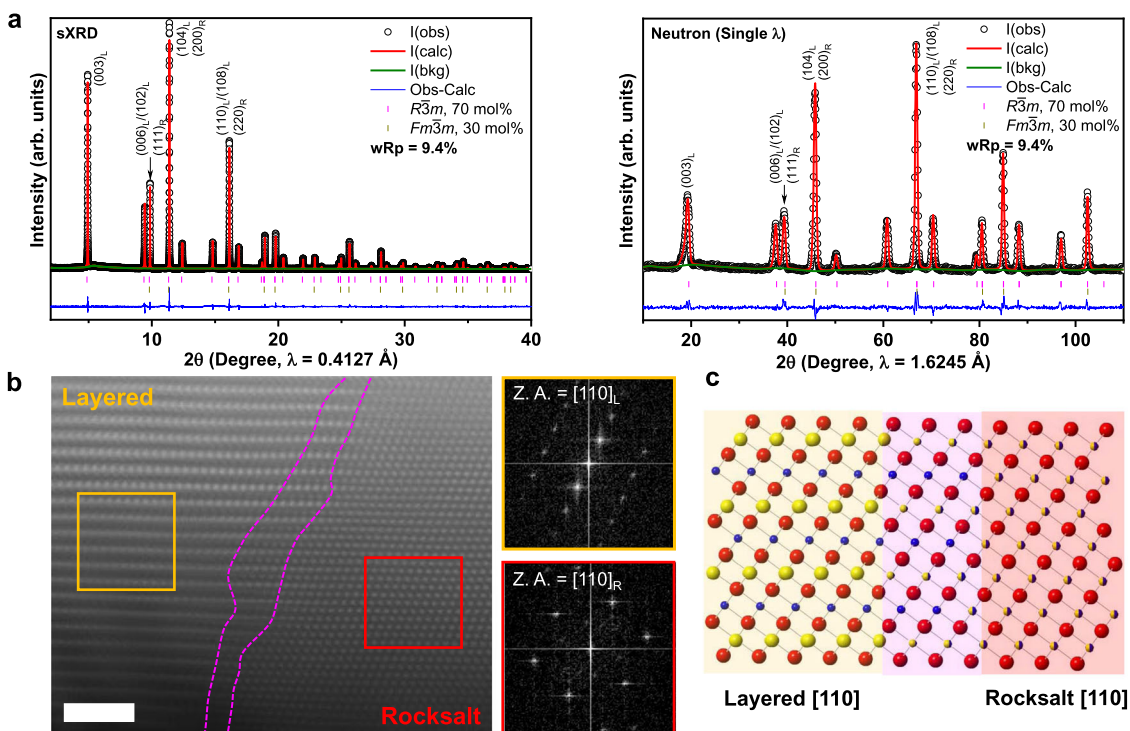 a
sXRD
I(obs)
I(calc)
I(bkg)
Obs-Calc
R3̅m, 70 mol%
Fm3̅m, 30 mol%
wRp = 9.4%
(003)L
(006)L/(102)L
(111)R
(104)L
(200)R
(110)L/(108)L
(220)R
Intensity (arb. units)
10 20 30 40
2θ (Degree, λ = 0.4127 Å)
Neutron (Single λ)
I(obs)
I(calc)
I(bkg)
Obs-Calc
R3̅m, 70 mol%
Fm3̅m, 30 mol%
wRp = 9.4%
(003)L
(006)L/(102)L
(111)R
(104)L
(200)R
(110)L/(108)L
(220)R
Intensity (arb. units)
20 40 60 80 100
2θ (Degree, λ = 1.6245 Å)
b
Layered
Rocksalt
Z. A. = [110]L
Z. A. = [110]R
c
Layered [110]
Rocksalt [110]